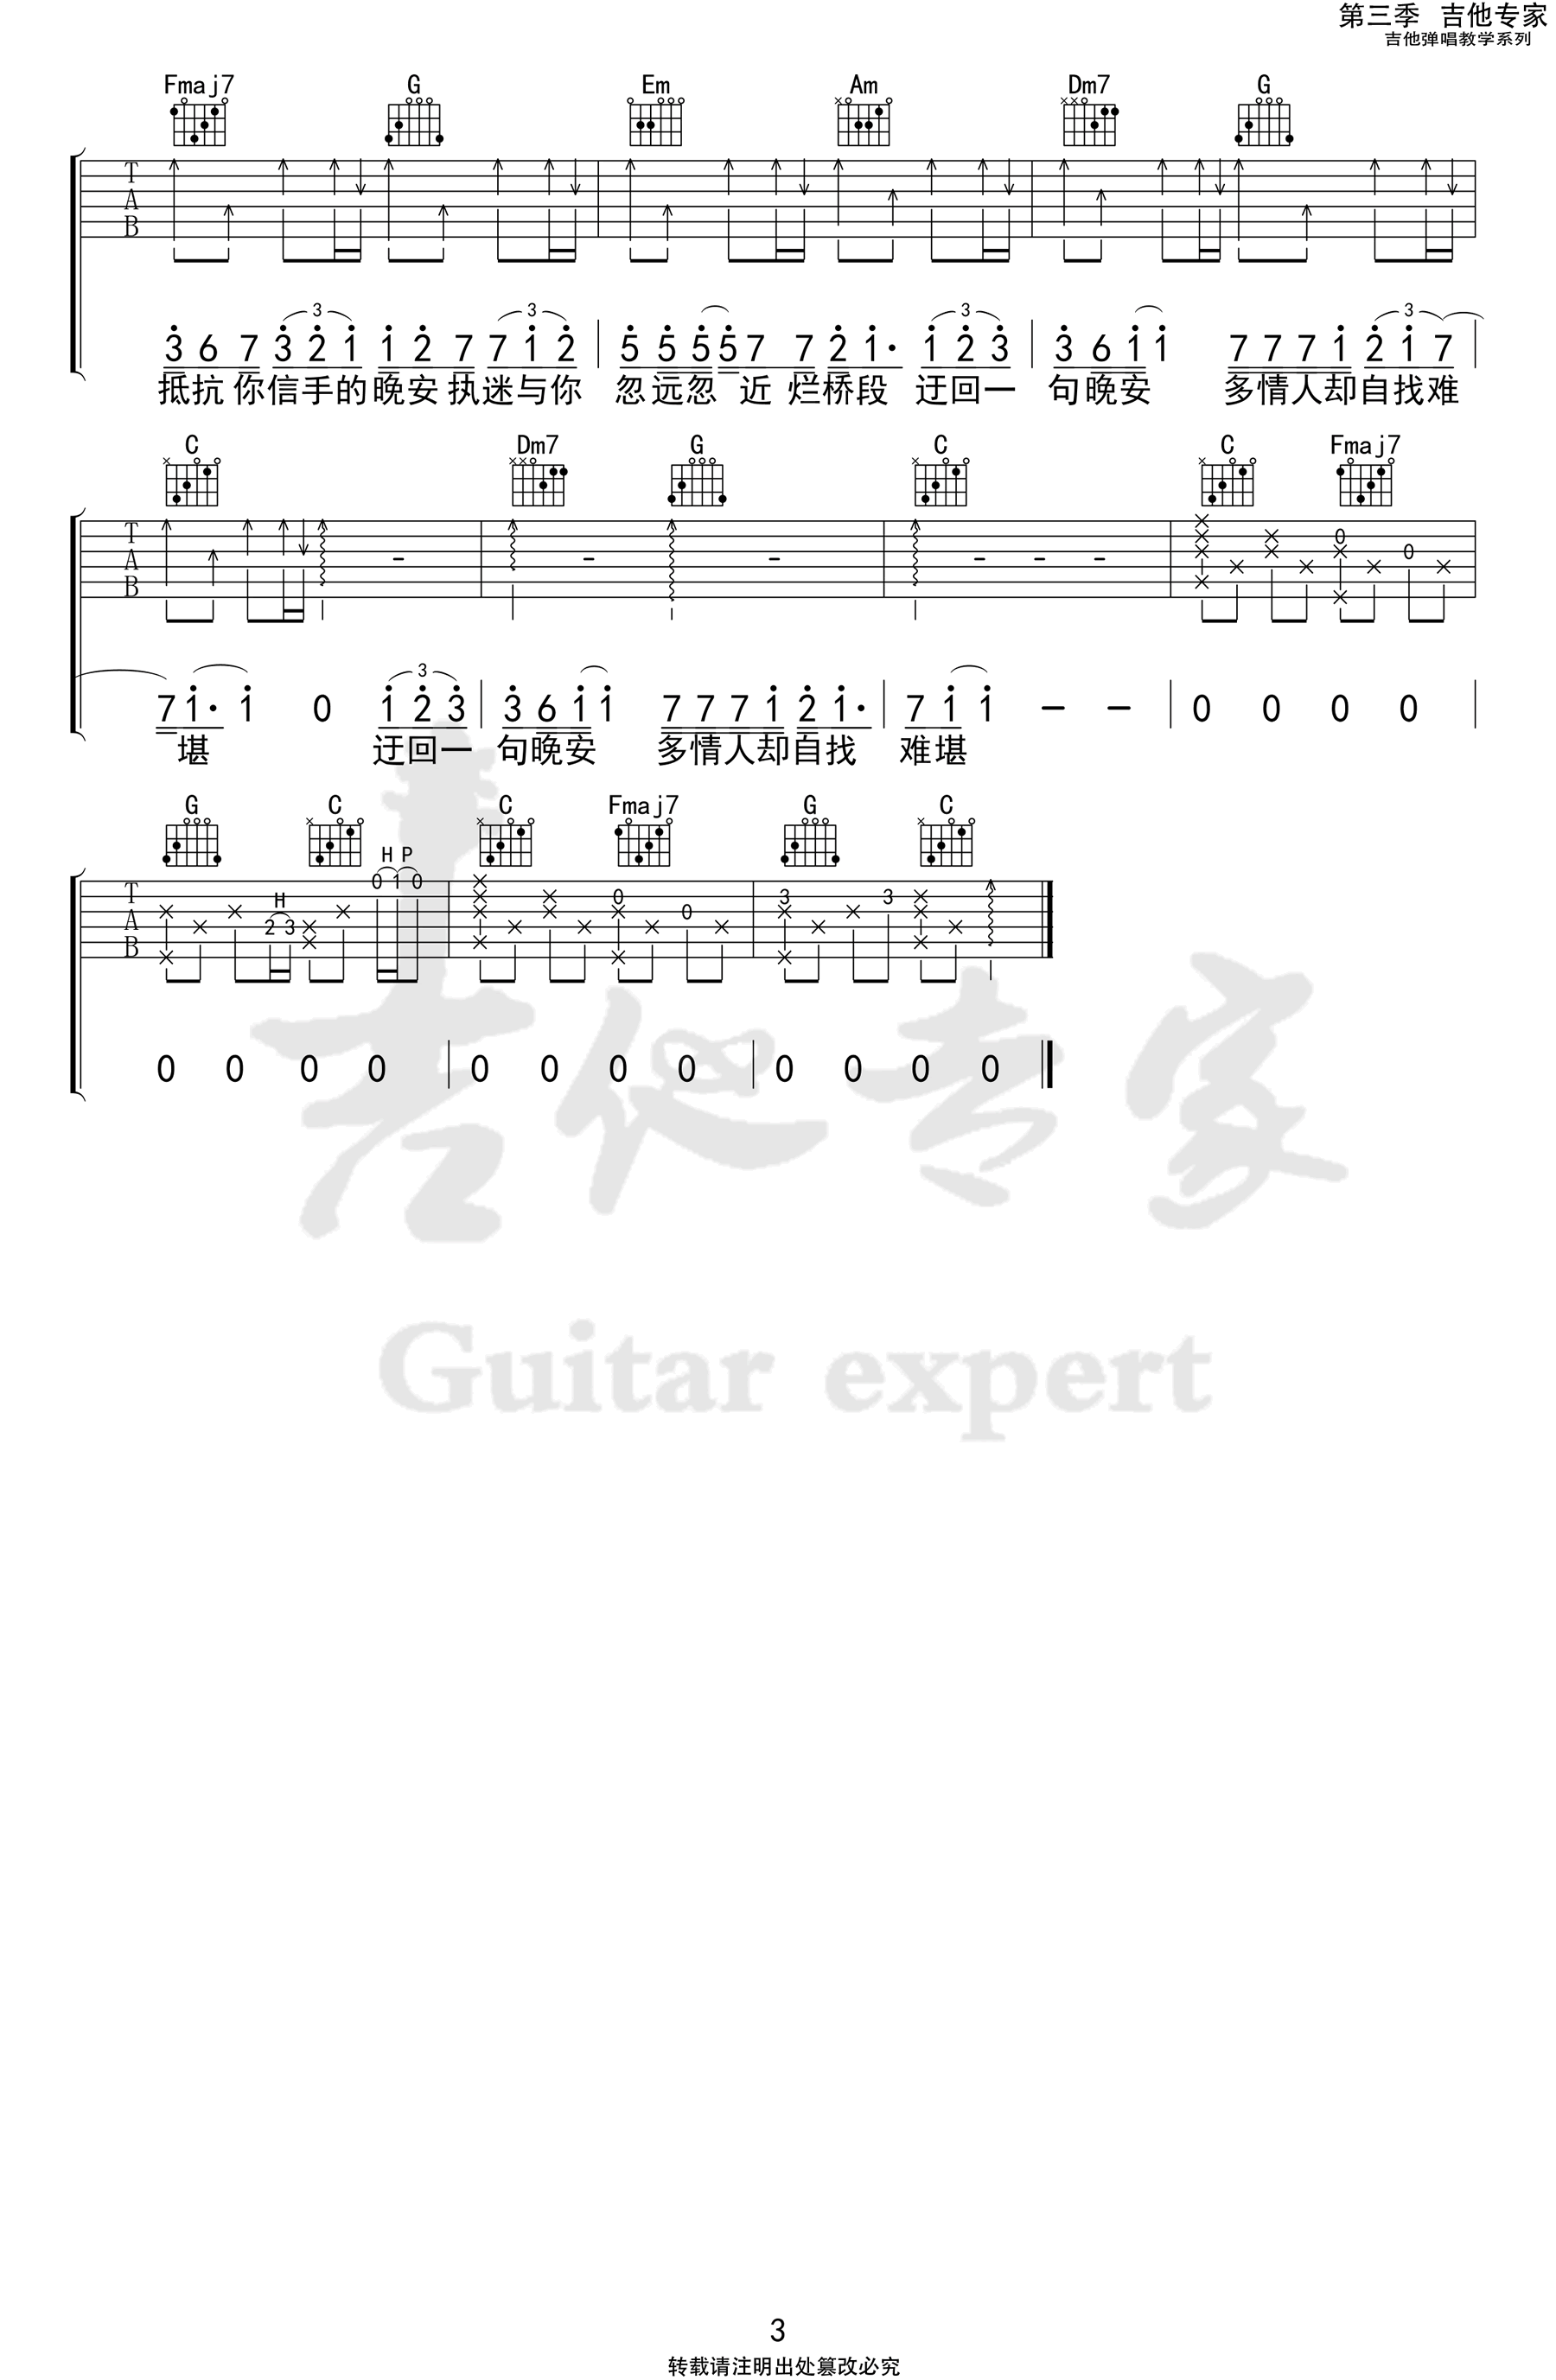 第三季 吉他专家
吉他弹唱教学系列
Fmaj7 G Em Am Dm7 G
T
A
B
3 3 3 3
3 6 7 3 2 1 1 2 7 7 1 2 5 5 5 5 7 7 2 1· 1 2 3 3 6 1 1 7 7 7 1 2 1 7
抵抗 你信手的 晚安 执迷与你 忽远忽 近 烂桥段 迂回一 句晚安 多情人却自找难
C Dm7 G C C Fmaj7
T
A
B
0 0
3
7 1· 1 0 1 2 3 3 6 1 1 7 7 7 1 2 1· 7 1 1 - - 0 0 0 0
堪 迂回一 句晚安 多情人却自找 难堪
G C C Fmaj7 G C
H P
0 1 0
H
2 3
0 0
3 3
T
A
B
0 0 0 0 0 0 0 0 0 0 0 0
吉他专家
Guitar expert
3
转载请注明出处篡改必究